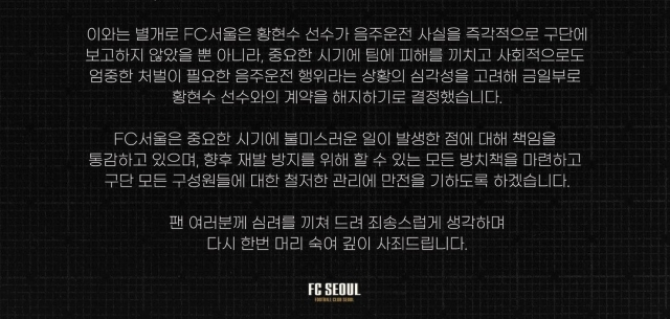 이와는 별개로 FC서울은 황현수 선수가 음주운전 사실을 즉각적으로 구단에
보고하지 않았을 뿐 아니라, 중요한 시기에 팀에 피해를 끼치고 사회적으로도
엄중한 처벌이 필요한 음주운전 행위라는 상황의 심각성을 고려해 금일부로
황현수 선수와의 계약을 해지하기로 결정했습니다.
FC서울은 중요한 시기에 불미스러운 일이 발생한 점에 대해 책임을
통감하고 있으며, 향후 재발 방지를 위해 할 수 있는 모든 방치책을 마련하고
구단 모든 구성원들에 대한 철저한 관리에 만전을 기하도록 하겠습니다.
팬 여러분께 심려를 끼쳐 드려 죄송스럽게 생각하며
다시 한번 머리 숙여 깊이 사죄드립니다.
FC SEOUL
FOOTBALL CLUB SEOUL